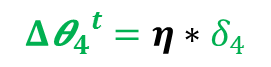 Δ𝜽₄ᵗ = 𝜼 * δ₄